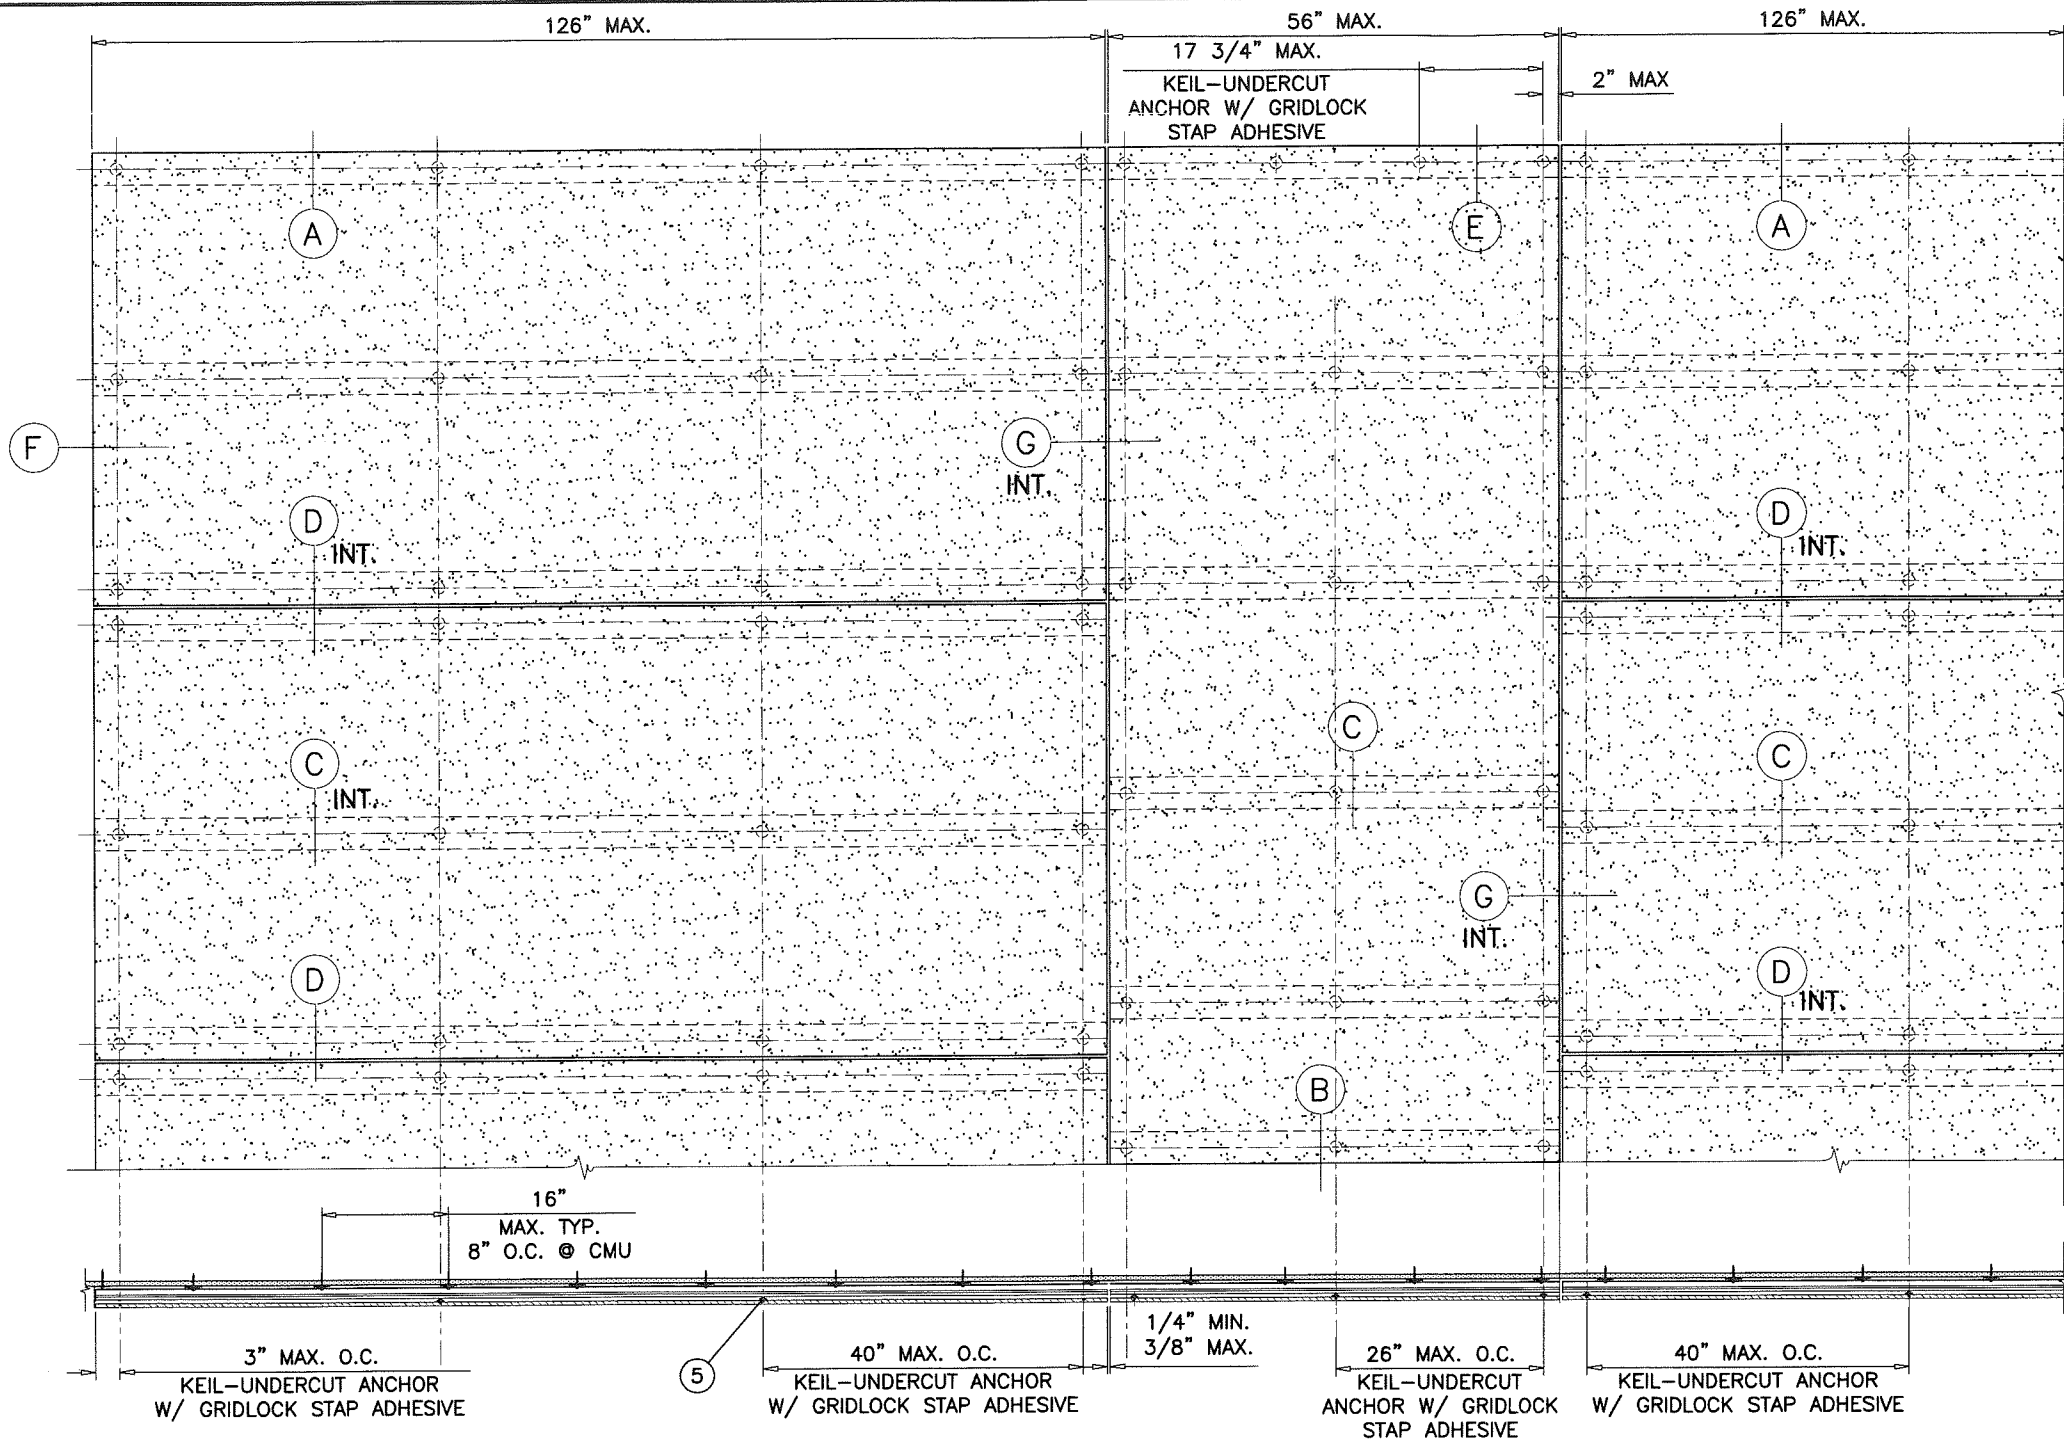 126” MAX.
56” MAX.
126” MAX.
17 3/4” MAX.
KEIL-UNDERCUT
ANCHOR W/ GRIDLOCK
STAP ADHESIVE
2” MAX
A
E
A
F
G
INT.
D
INT.
D
INT.
C
INT.
C
C
G
INT.
D
D
INT.
B
16”
MAX. TYP.
8” O.C. @ CMU
5
1/4” MIN.
3/8” MAX.
3” MAX. O.C.
KEIL-UNDERCUT ANCHOR
W/ GRIDLOCK STAP ADHESIVE
40” MAX. O.C.
KEIL-UNDERCUT ANCHOR
W/ GRIDLOCK STAP ADHESIVE
26” MAX. O.C.
KEIL-UNDERCUT
ANCHOR W/ GRIDLOCK
STAP ADHESIVE
40” MAX. O.C.
KEIL-UNDERCUT ANCHOR
W/ GRIDLOCK STAP ADHESIVE